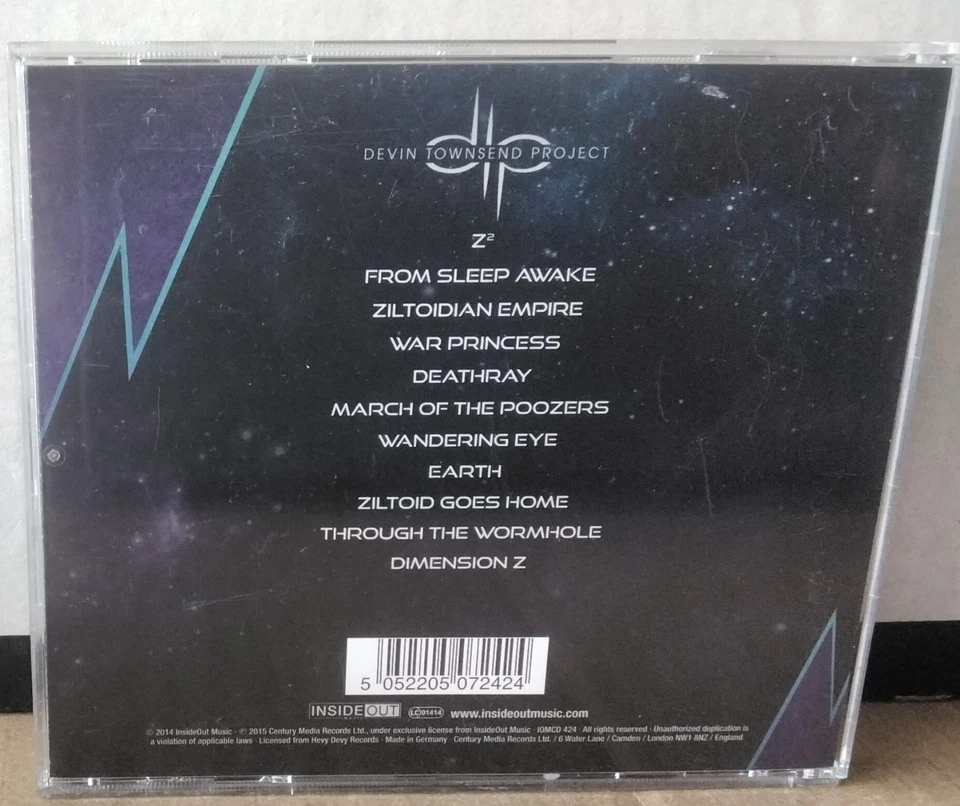 dtp
DEVIN TOWNSEND PROJECT
Z²
FROM SLEEP AWAKE
ZILTOIDIAN EMPIRE
WAR PRINCESS
DEATHRAY
MARCH OF THE POOZERS
WANDERING EYE
EARTH
ZILTOID GOES HOME
THROUGH THE WORMHOLE
DIMENSION Z
5 052205 072424
INSIDEOUT LC 01414 www.insideoutmusic.com
© 2014 InsideOut Music · ℗ 2015 Century Media Records Ltd., under exclusive license from InsideOut Music · IOMCD 424 · All rights reserved · Unauthorized duplication is
a violation of applicable laws · Licensed from Hevy Devy Records · Made in Germany · Century Media Records Ltd. / 6 Water Lane / Camden / London NW1 8NZ / England